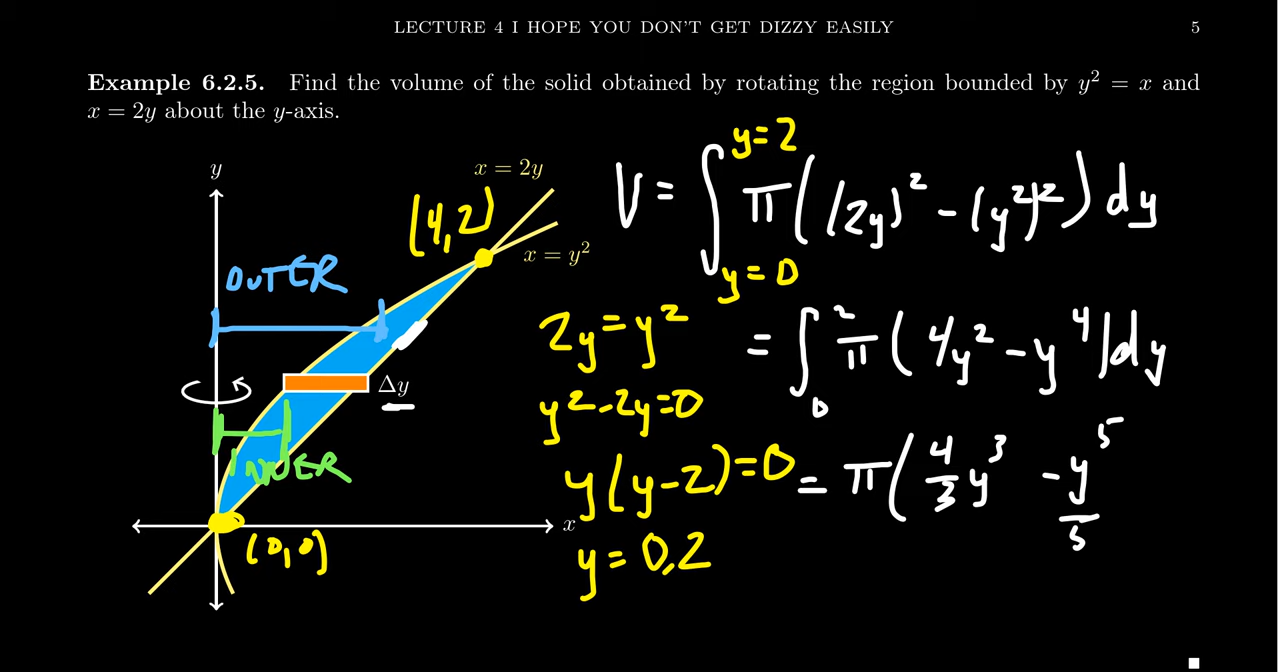 LECTURE 4 I HOPE YOU DON'T GET DIZZY EASILY 5
Example 6.2.5. Find the volume of the solid obtained by rotating the region bounded by y² = x and
x = 2y about the y-axis.
y
x = 2y
(4,2)
x = y²
OUTER
Δy
INNER
x
(0,0)
y=2
V = ∫ π((2y)² - (y²)²) dy
y=0
2y = y²
y² - 2y = 0
y(y-2) = 0
y = 0,2
= ∫₀² π(4y² - y⁴) dy
= π(4/3 y³ - y⁵/5